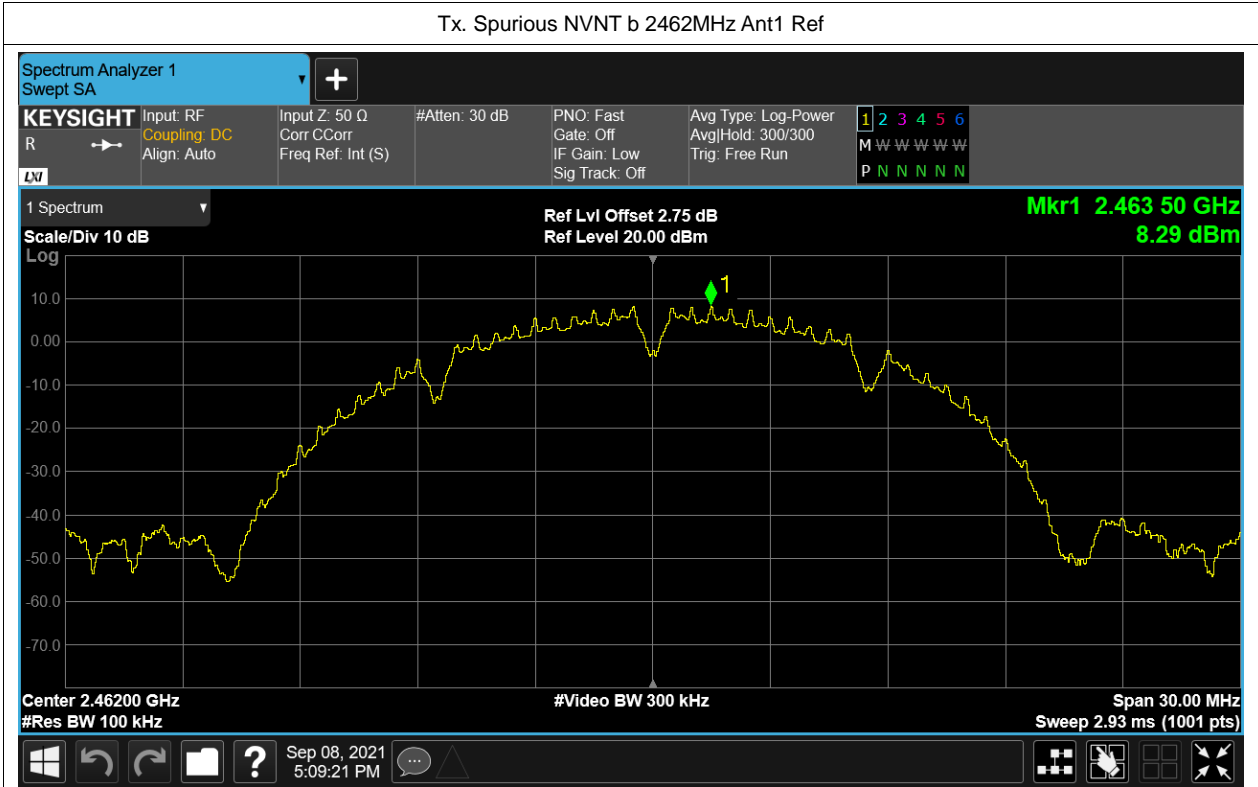 Tx. Spurious NVNT b 2462MHz Ant1 Ref
Spectrum Analyzer 1
Swept SA
KEYSIGHT
R
LXI
Input: RF
Coupling: DC
Align: Auto
Input Z: 50 Ω
Corr CCorr
Freq Ref: Int (S)
#Atten: 30 dB
PNO: Fast
Gate: Off
IF Gain: Low
Sig Track: Off
Avg Type: Log-Power
Avg|Hold: 300/300
Trig: Free Run
1 2 3 4 5 6
M W W W W W
P N N N N N
1 Spectrum
Scale/Div 10 dB
Ref Lvl Offset 2.75 dB
Ref Level 20.00 dBm
Mkr1 2.463 50 GHz
8.29 dBm
Log
1
10.0
0.00
-10.0
-20.0
-30.0
-40.0
-50.0
-60.0
-70.0
Center 2.46200 GHz
#Video BW 300 kHz
Span 30.00 MHz
#Res BW 100 kHz
Sweep 2.93 ms (1001 pts)
?
Sep 08, 2021
5:09:21 PM